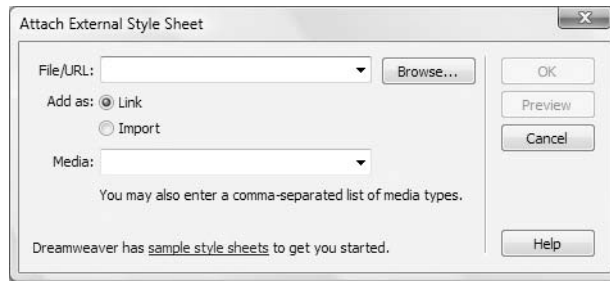 Attach External Style Sheet
File/URL:
Browse...
OK
Add as:
Link
Preview
Import
Cancel
Media:
You may also enter a comma-separated list of media types.
Dreamweaver has sample style sheets to get you started.
Help